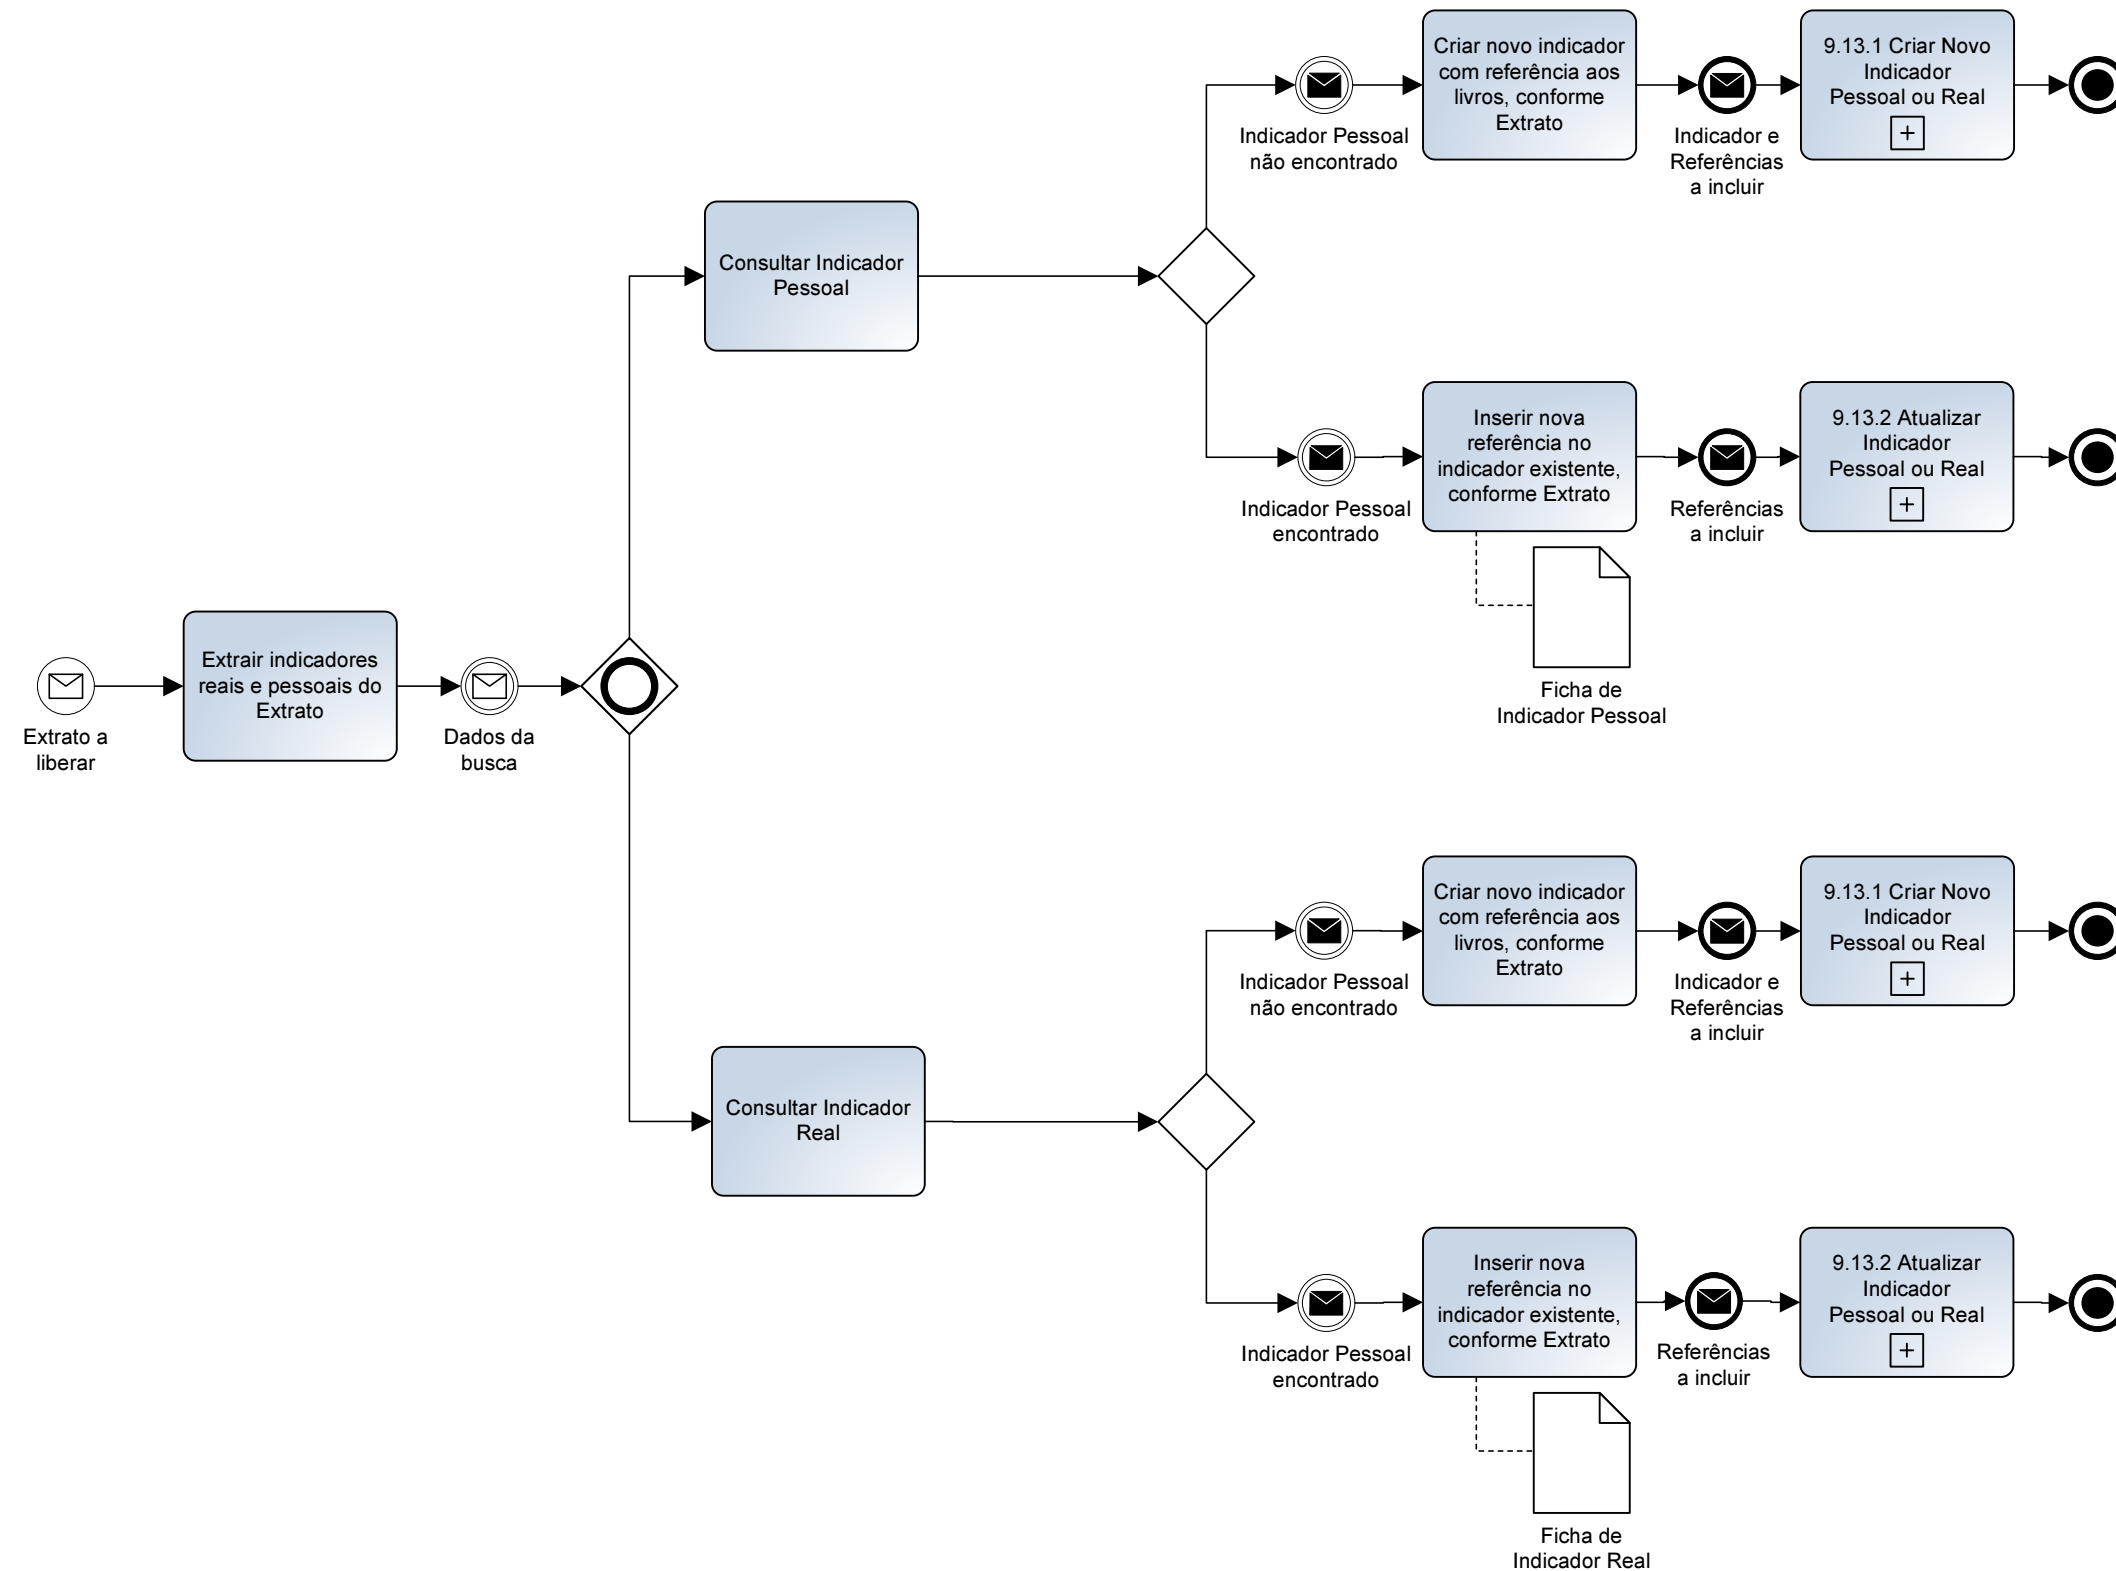 Criar novo indicador
com referência aos
livros, conforme
Extrato
9.13.1 Criar Novo
Indicador
Pessoal ou Real
Indicador Pessoal
não encontrado
Indicador e
Referências
a incluir
Consultar Indicador
Pessoal
Inserir nova
referência no
indicador existente,
conforme Extrato
9.13.2 Atualizar
Indicador
Pessoal ou Real
Indicador Pessoal
encontrado
Referências
a incluir
Ficha de
Indicador Pessoal
Extrair indicadores
reais e pessoais do
Extrato
Extrato a
liberar
Dados da
busca
Criar novo indicador
com referência aos
livros, conforme
Extrato
9.13.1 Criar Novo
Indicador
Pessoal ou Real
Indicador Pessoal
não encontrado
Indicador e
Referências
a incluir
Consultar Indicador
Real
Inserir nova
referência no
indicador existente,
conforme Extrato
9.13.2 Atualizar
Indicador
Pessoal ou Real
Indicador Pessoal
encontrado
Referências
a incluir
Ficha de
Indicador Real